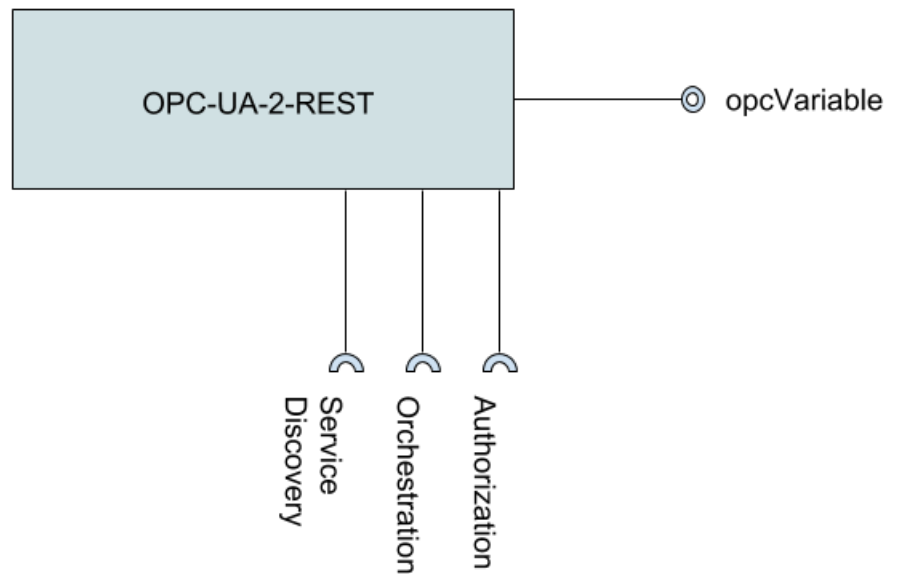 OPC-UA-2-REST
opcVariable
Service
Discovery
Orchestration
Authorization